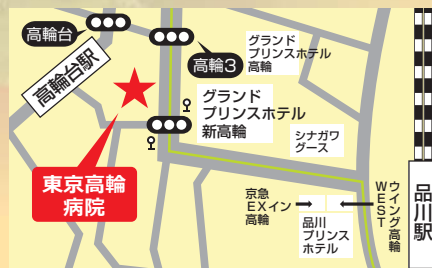 高輪台
高輪台駅
高輪3
グランド
プリンスホテル
高輪
グランド
プリンスホテル
新高輪
シナガワ
グース
東京高輪
病院
京急
EXイン
高輪
品川
プリンス
ホテル
ウイング高輪
WEST
品川駅